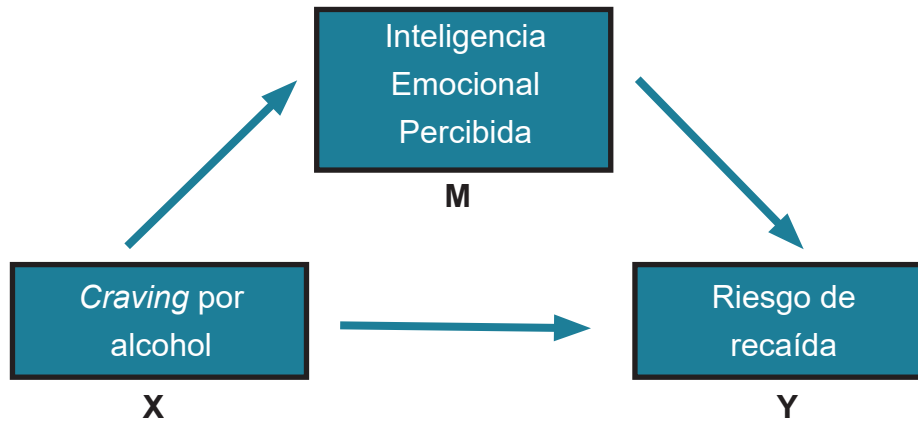 Inteligencia
Emocional
Percibida
M
Craving por
alcohol
X
Riesgo de
recaída
Y